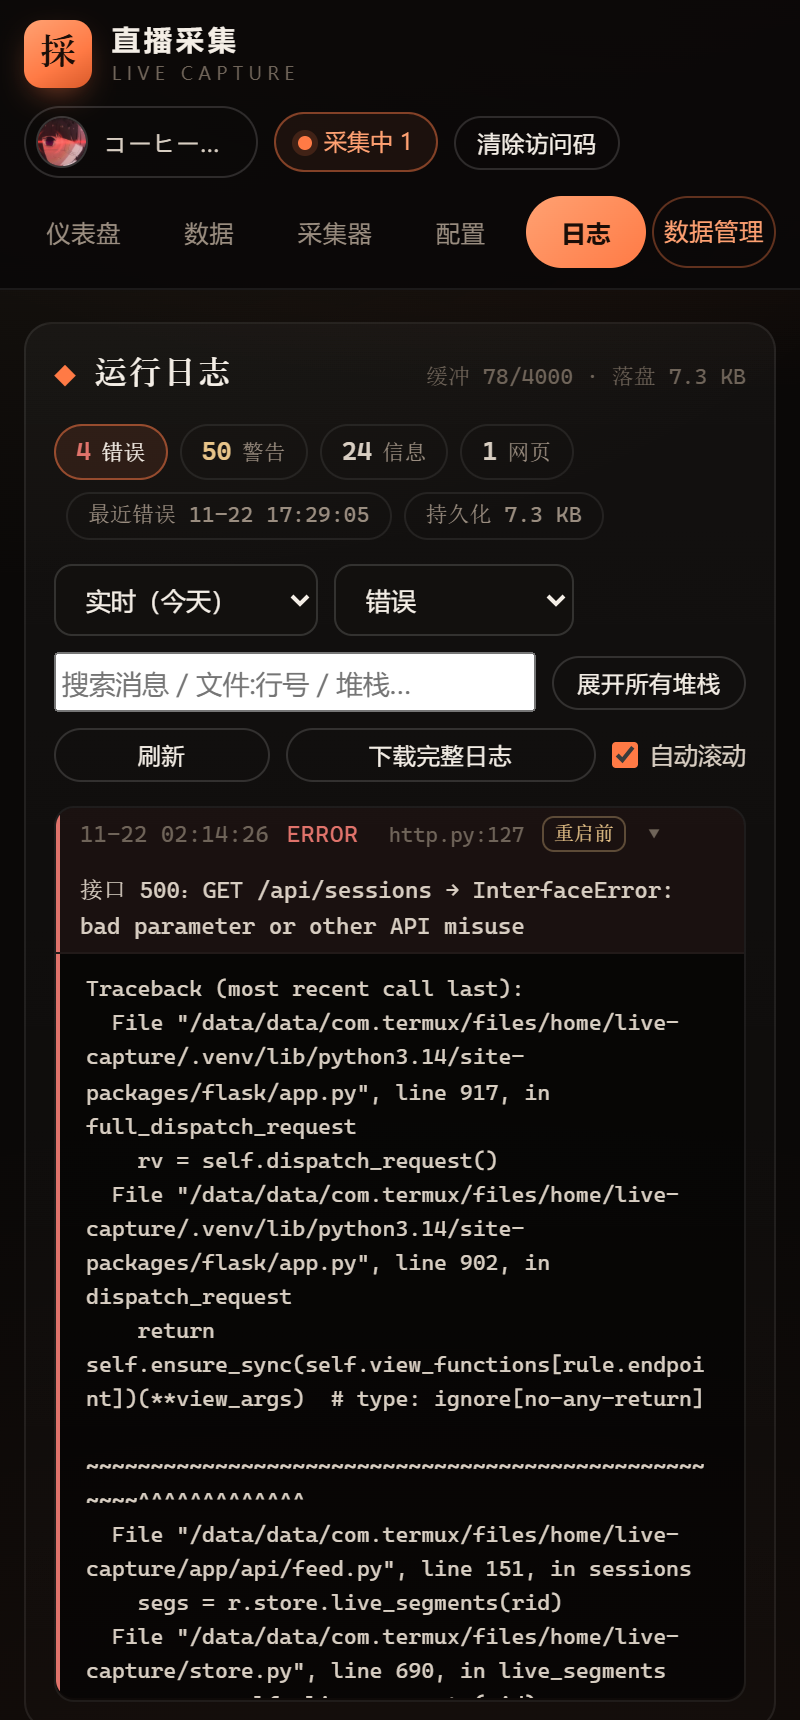 採
直播采集
LIVE CAPTURE
コーヒー...
采集中 1
清除访问码
仪表盘 数据 采集器 配置 日志 数据管理
运行日志
缓冲 78/4000 · 落盘 7.3 KB
4 错误 50 警告 24 信息 1 网页
最近错误 11-22 17:29:05 持久化 7.3 KB
实时（今天） 错误
搜索消息 / 文件:行号 / 堆栈...
展开所有堆栈
刷新 下载完整日志 自动滚动
11-22 02:14:26 ERROR http.py:127 重启前 ▼
接口 500：GET /api/sessions → InterfaceError:
bad parameter or other API misuse
Traceback (most recent call last):
File "/data/data/com.termux/files/home/live-
capture/.venv/lib/python3.14/site-
packages/flask/app.py", line 917, in
full_dispatch_request
rv = self.dispatch_request()
File "/data/data/com.termux/files/home/live-
capture/.venv/lib/python3.14/site-
packages/flask/app.py", line 902, in
dispatch_request
return
self.ensure_sync(self.view_functions[rule.endpoi
nt])(**view_args)  # type: ignore[no-any-return]
~~~~~~~~~~~~~~~~~~~~~~~~~~~~~~~~~~~~~~~~~~~~~~~~
~~~~^^^^^^^^^^^^^
File "/data/data/com.termux/files/home/live-
capture/app/api/feed.py", line 151, in sessions
segs = r.store.live_segments(rid)
File "/data/data/com.termux/files/home/live-
capture/store.py", line 690, in live_segments